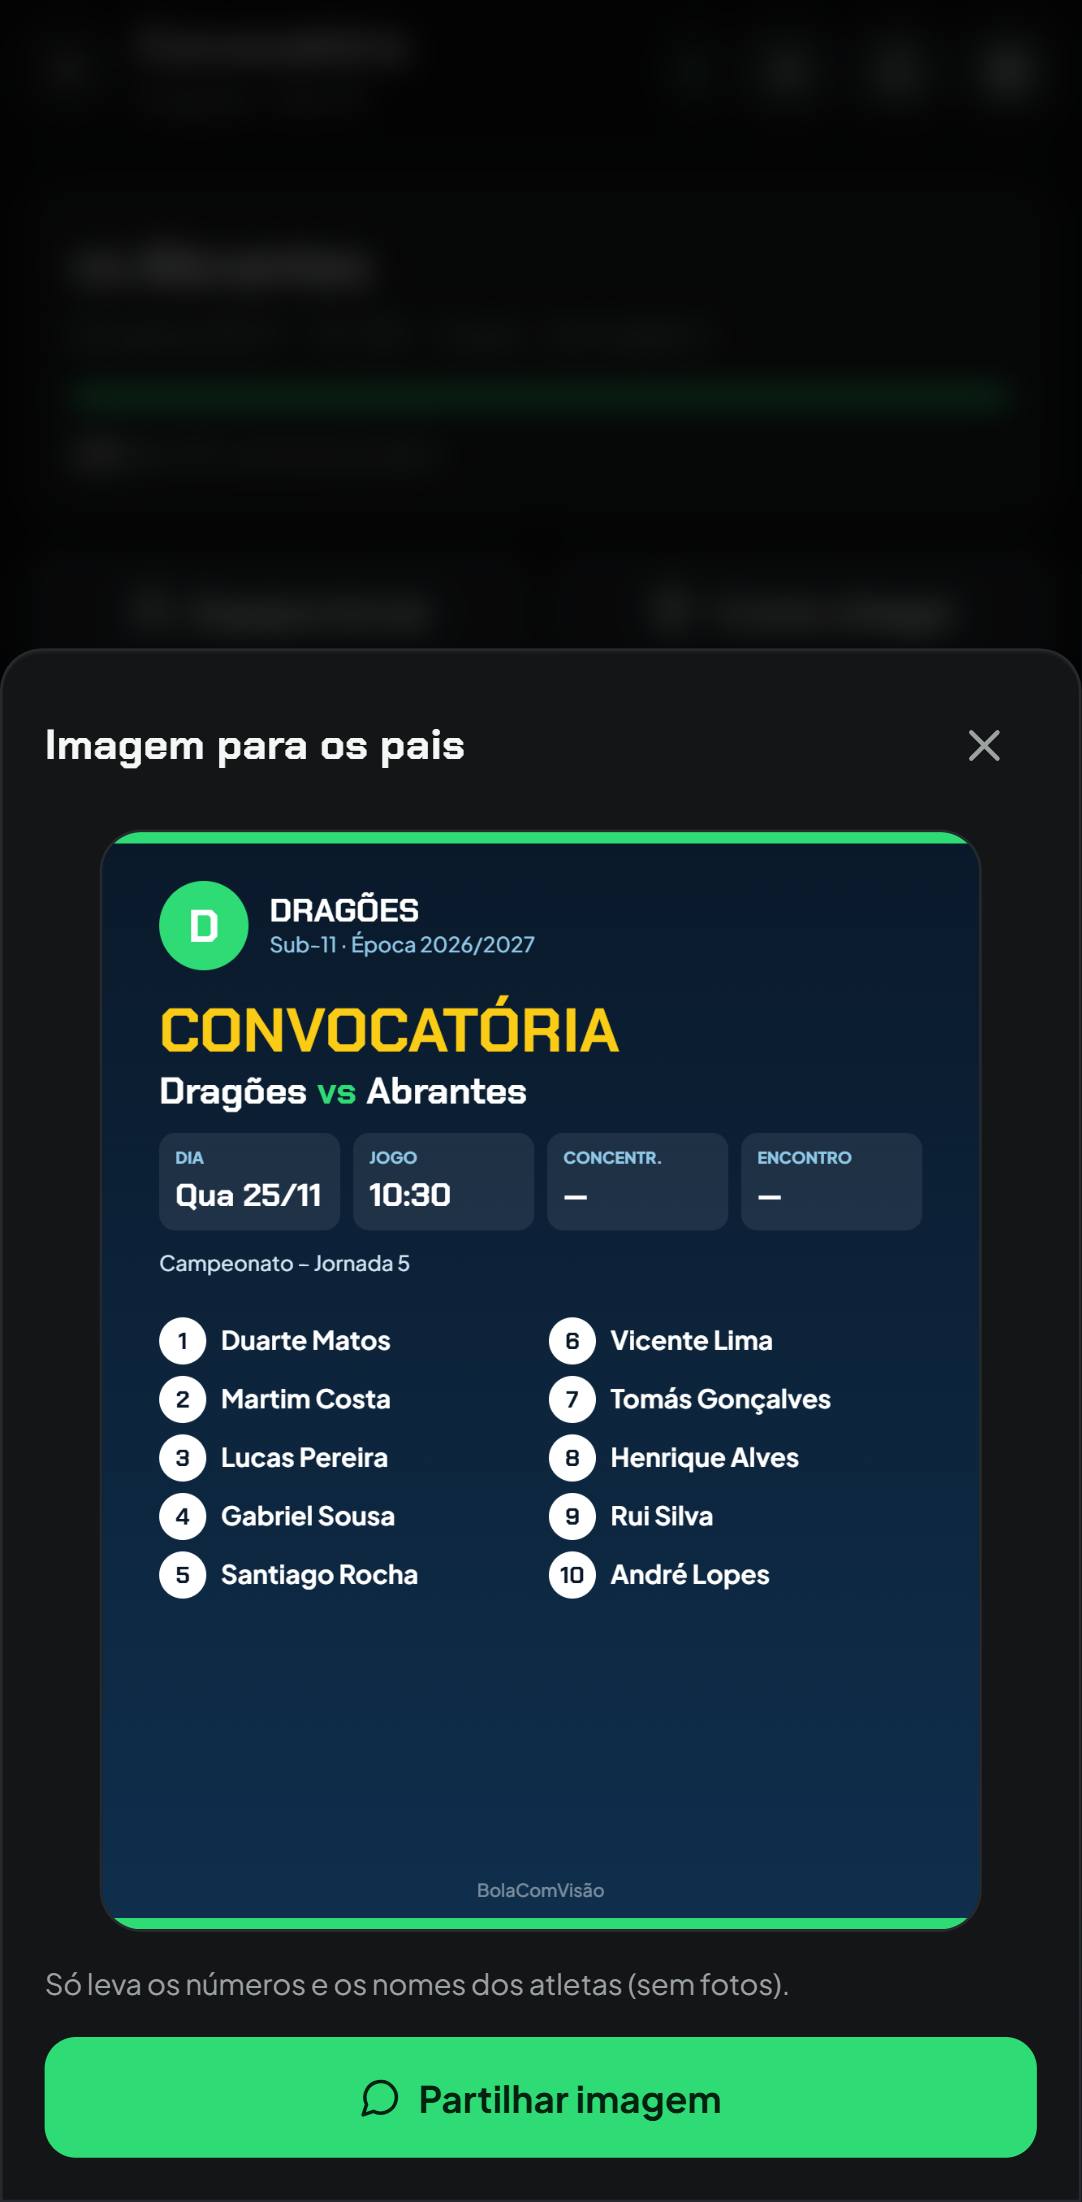 Imagem para os pais
D
DRAGÕES
Sub-11 · Época 2026/2027
CONVOCATÓRIA
Dragões vs Abrantes
DIA
Qua 25/11
JOGO
10:30
CONCENTR.
—
ENCONTRO
—
Campeonato – Jornada 5
1 Duarte Matos
2 Martim Costa
3 Lucas Pereira
4 Gabriel Sousa
5 Santiago Rocha
6 Vicente Lima
7 Tomás Gonçalves
8 Henrique Alves
9 Rui Silva
10 André Lopes
BolaComVisão
Só leva os números e os nomes dos atletas (sem fotos).
Partilhar imagem